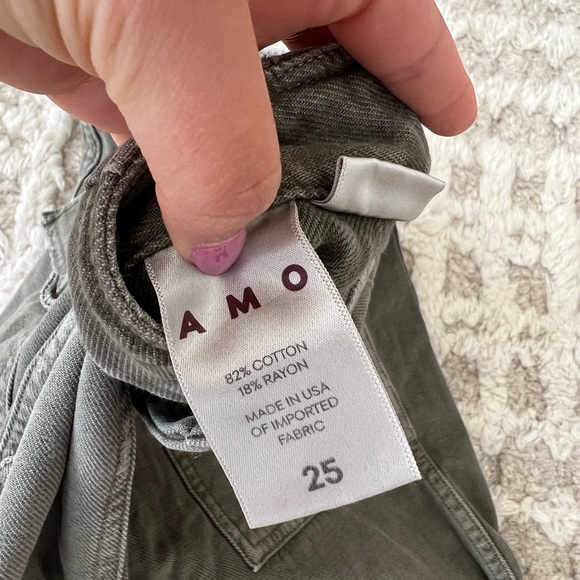 AMO
82% COTTON
18% RAYON
MADE IN USA
OF IMPORTED
FABRIC
25